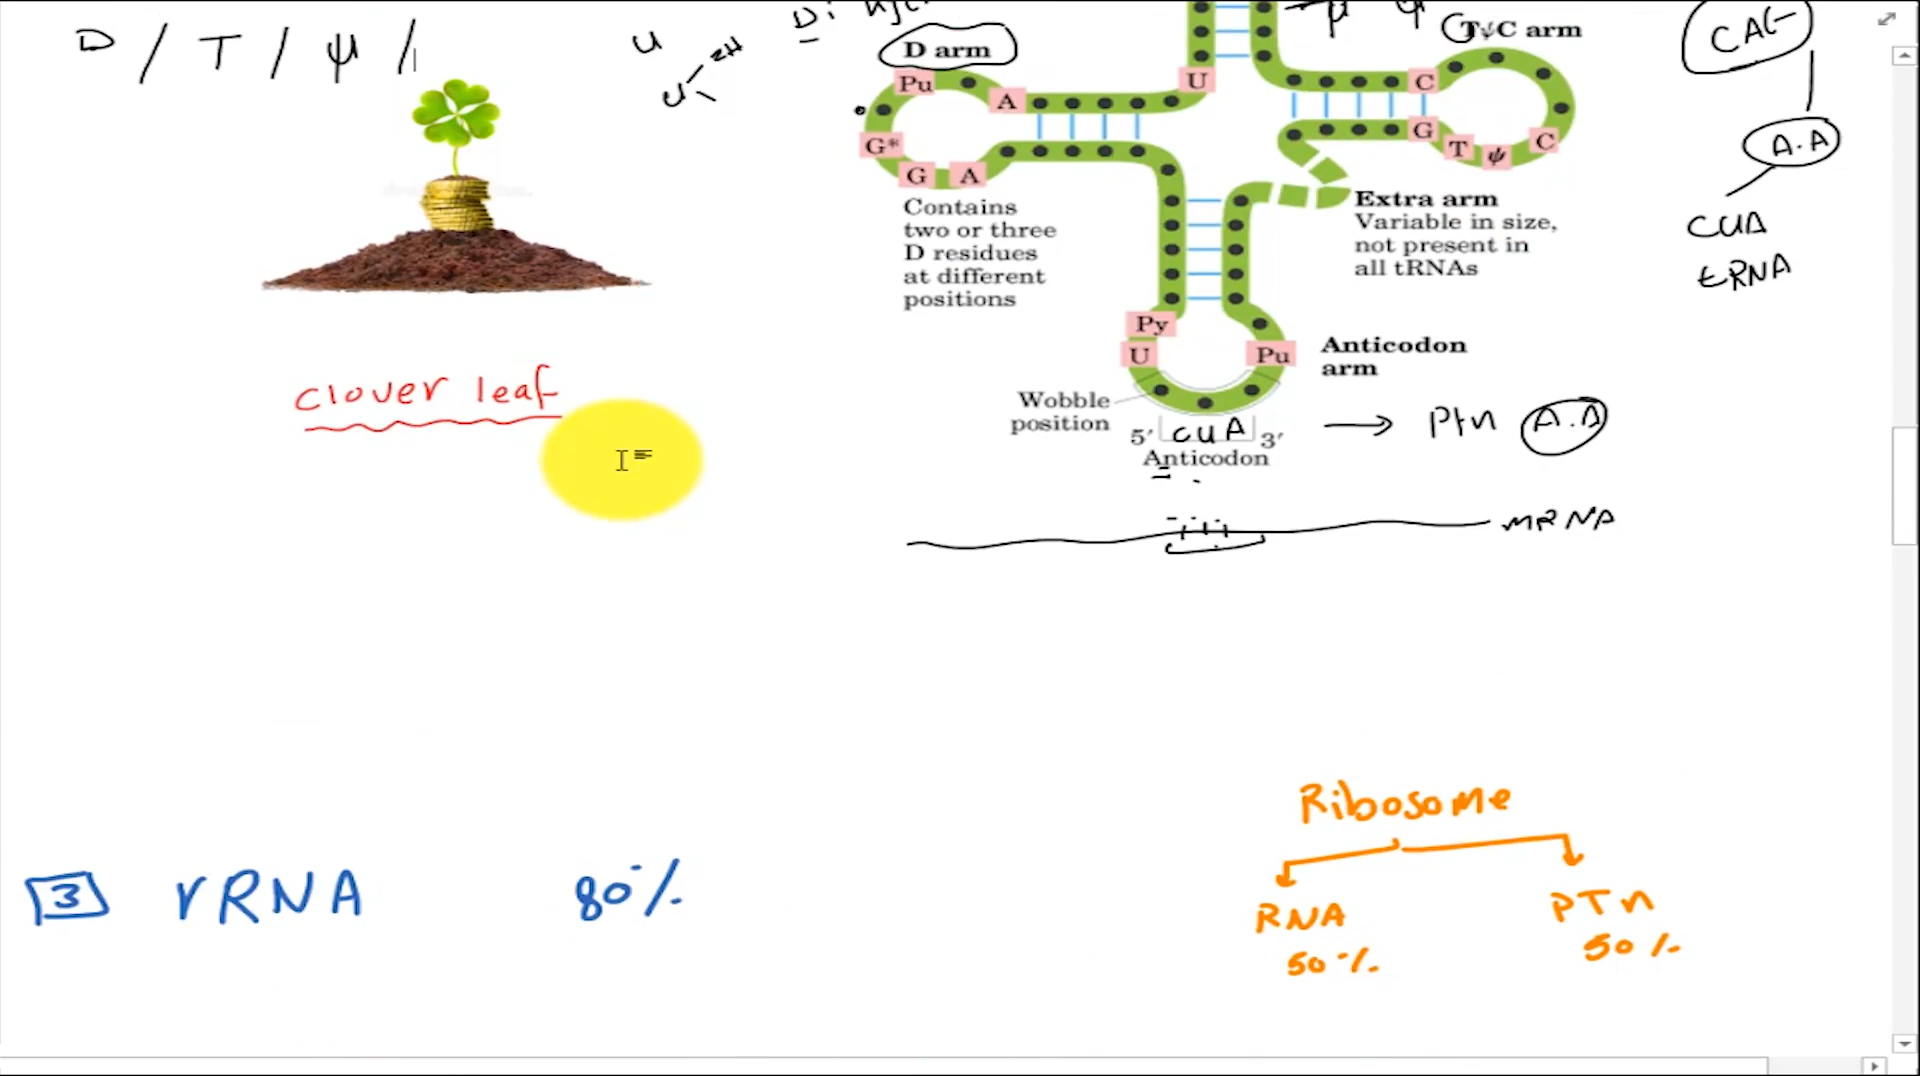 D / T / ψ /
U
U 2H
D arm
TψC arm
CAG
A.A
CUA
tRNA
Pu
A
G*
G A
U
C
G
T ψ C
Contains
two or three
D residues
at different
positions
Extra arm
Variable in size,
not present in
all tRNAs
clover leaf
Py
U
Pu
Anticodon
arm
Wobble
position
5′ CUA 3′
Anticodon
→ Ptn A.A
mRNA
Ribosome
RNA
50%
PTn
50%
3 rRNA 80%